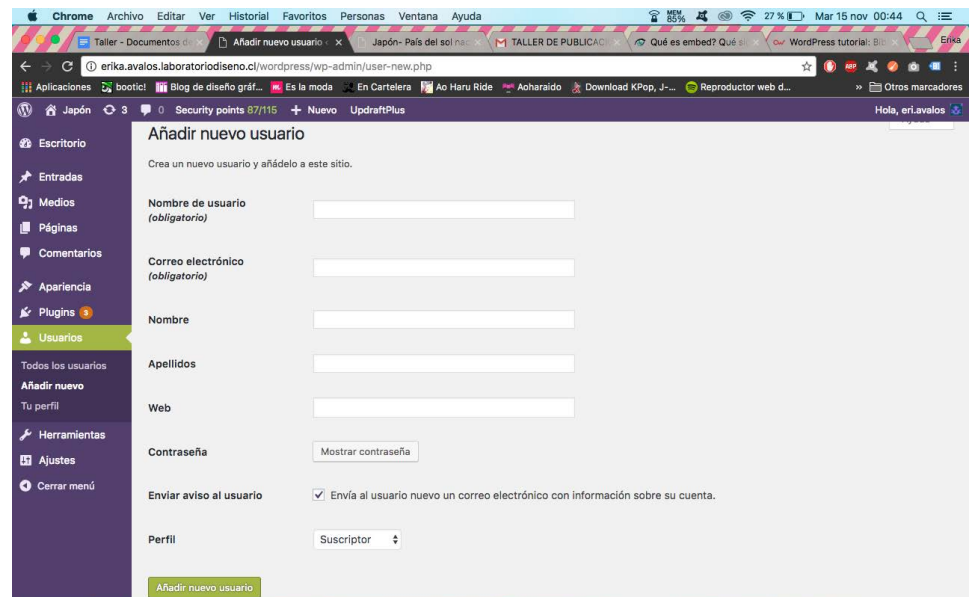 Chrome Archivo Editar Ver Historial Favoritos Personas Ventana Ayuda MEM 85% 27 % Mar 15 nov 00:44
Taller - Documentos de Añadir nuevo usuario Japón- País del sol nac TALLER DE PUBLICAC Qué es embed? Qué si WordPress tutorial: Erika
erika.avalos.laboratoriodiseno.cl/wordpress/wp-admin/user-new.php ABP
Aplicaciones bootic! Blog de diseño gráf... Es la moda En Cartelera Ao Haru Ride Aoharaido Download KPop, J-... Reproductor web d... » Otros marcadores
Japón 3 0 Security points 87/115 + Nuevo UpdraftPlus Hola, eri.avalos
Escritorio
Entradas
Medios
Páginas
Comentarios
Apariencia
Plugins 3
Usuarios
Todos los usuarios
Añadir nuevo
Tu perfil
Herramientas
Ajustes
Cerrar menú
Añadir nuevo usuario
Crea un nuevo usuario y añádelo a este sitio.
Nombre de usuario
(obligatorio)
Correo electrónico
(obligatorio)
Nombre
Apellidos
Web
Contraseña Mostrar contraseña
Enviar aviso al usuario Envía al usuario nuevo un correo electrónico con información sobre su cuenta.
Perfil Suscriptor
Añadir nuevo usuario